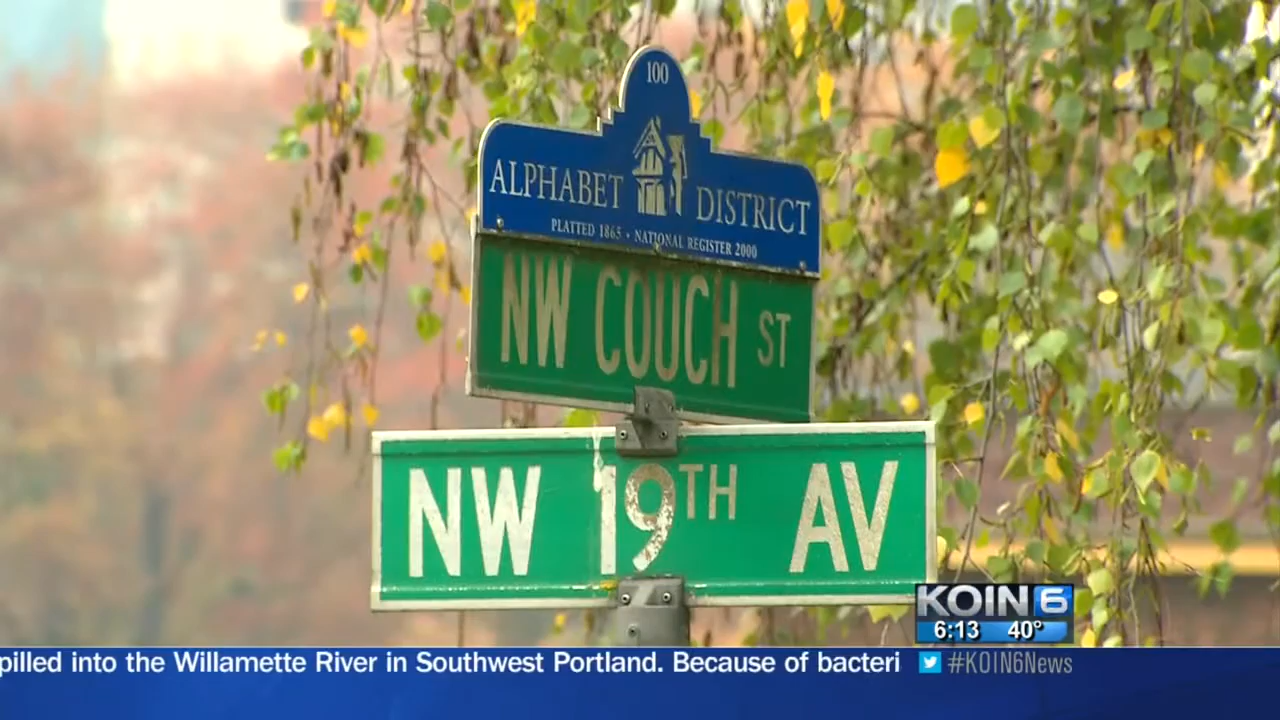 100
ALPHABET DISTRICT
PLATTED 1865 • NATIONAL REGISTER 2000
NW COUCH ST
NW 19TH AV
KOIN 6
6:13 40°
pilled into the Willamette River in Southwest Portland. Because of bacteri
#KOIN6News